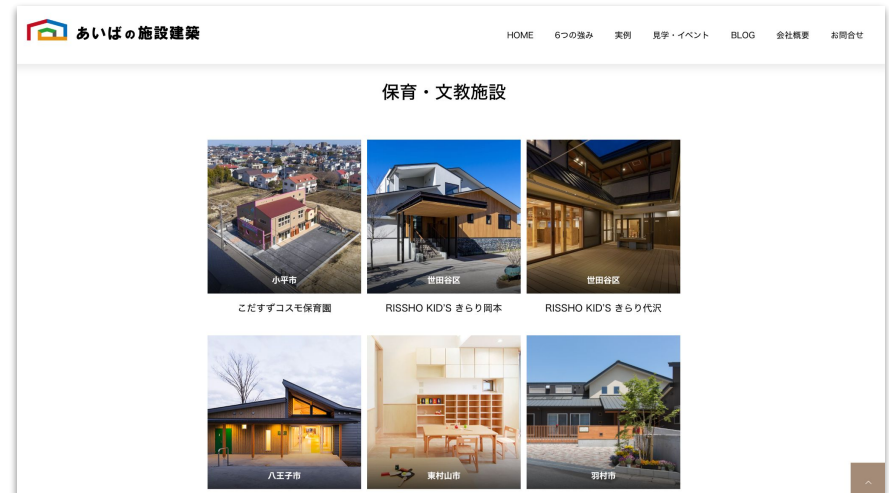 あいばの施設建築
HOME 6つの強み 実例 見学・イベント BLOG 会社概要 お問合せ
保育・文教施設
小平市 世田谷区 世田谷区
こだすずコスモ保育園 RISSHO KID'S きらり岡本 RISSHO KID'S きらり代沢
八王子市 東村山市 羽村市